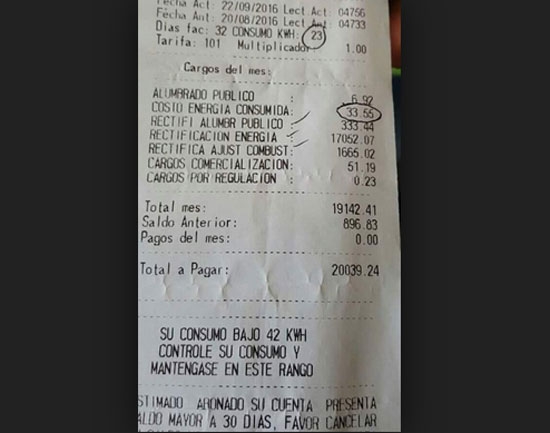 Fecha Act: 22/09/2016 Lect Act: 04756
Fecha Ant: 20/08/2016 Lect Ant: 04733
Dias fac: 32 CONSUMO KWH: 23
Tarifa: 101 Multiplicador 1.00
Cargos del mes:
ALUMBRADO PUBLICO : 6.92
COSTO ENERGIA CONSUMIDA: 33.55
RECTIFI ALUMBR PUBLICO : 333.44
RECTIFICACION ENERGIA : 17052.07
RECTIFICA AJUST COMBUST: 1665.02
CARGOS COMERCIALIZACION: 51.19
CARGOS POR REGULACION : 0.23
Total mes: 19142.41
Saldo Anterior: 896.83
Pagos del mes: 0.00
Total a Pagar: 20039.24
SU CONSUMO BAJO 42 KWH
CONTROLE SU CONSUMO Y
MANTENGASE EN ESTE RANGO
STIMADO ABONADO SU CUENTA PRESENTA
ALDO MAYOR A 30 DIAS, FAVOR CANCELAR